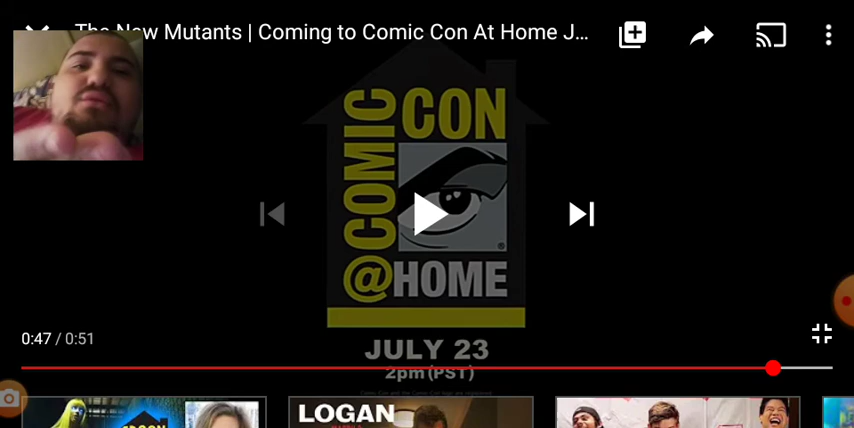 The New Mutants | Coming to Comic Con At Home J...
COMIC
CON
@HOME
JULY 23
2pm (PST)
0:47 / 0:51
LOGAN